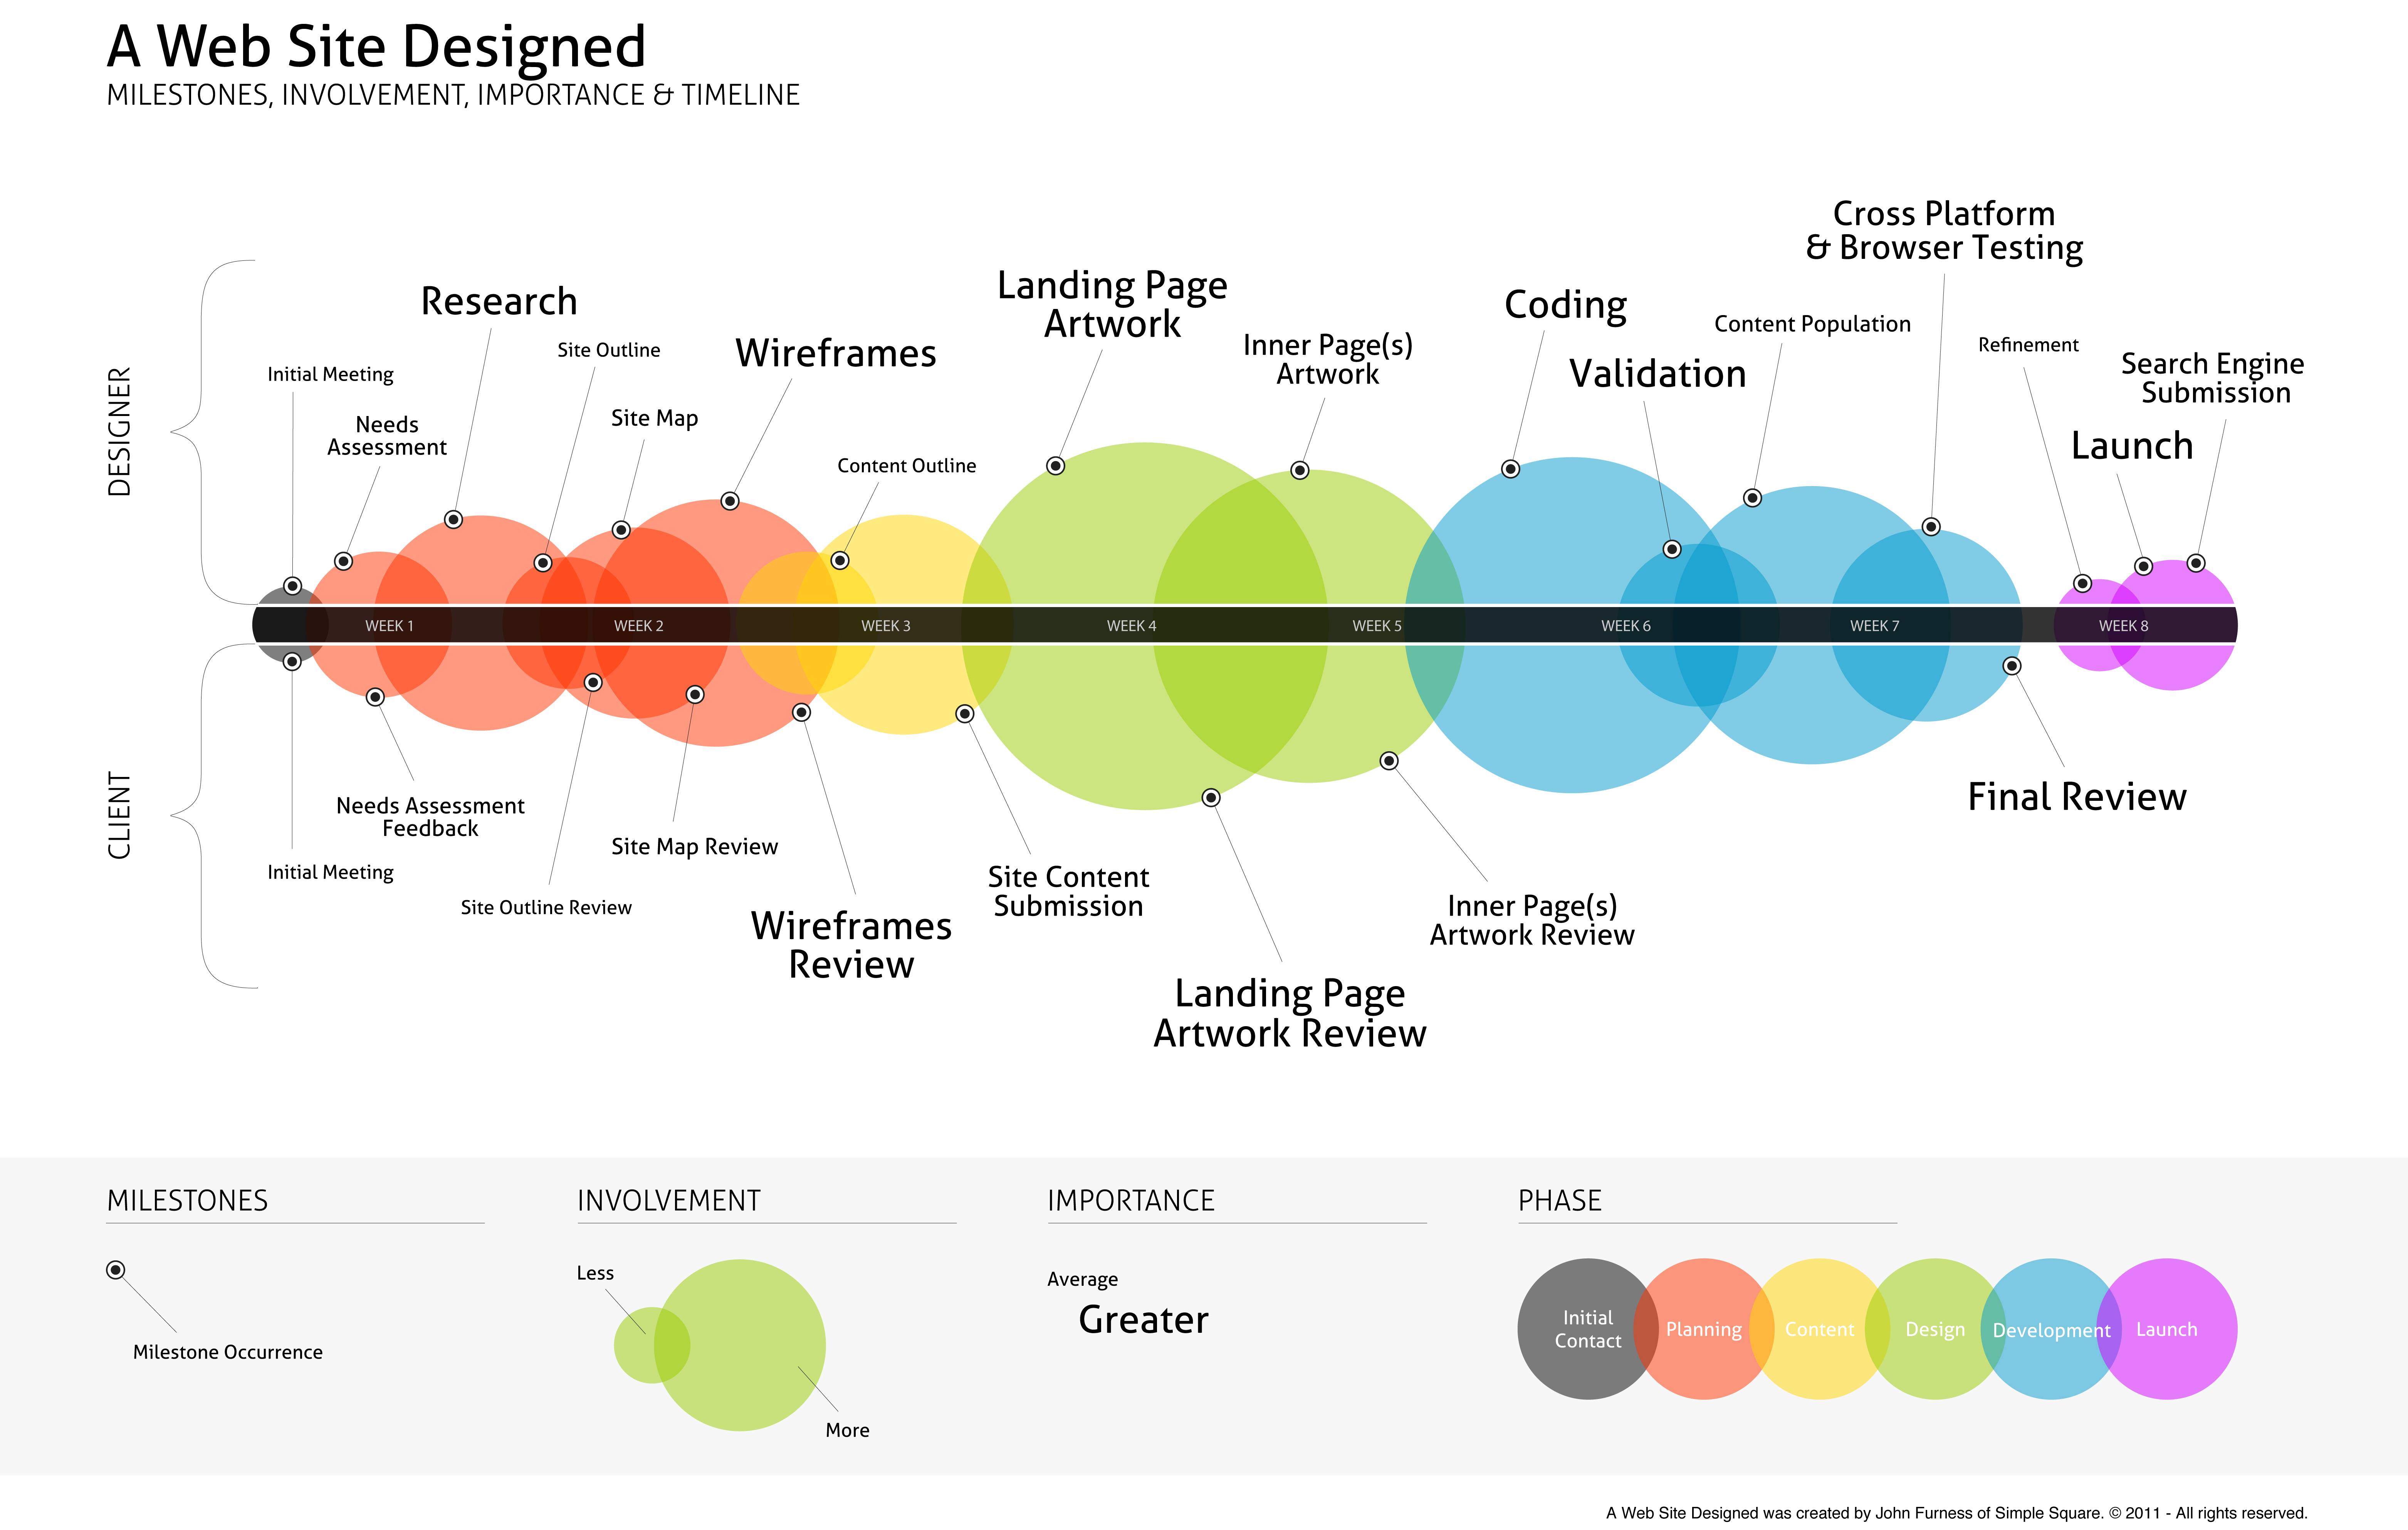 A Web Site Designed
MILESTONES, INVOLVEMENT, IMPORTANCE & TIMELINE
DESIGNER
Initial Meeting
Needs
Assessment
Research
Site Outline
Site Map
Wireframes
Content Outline
Landing Page
Artwork
Inner Page(s)
Artwork
Coding
Validation
Content Population
Cross Platform
& Browser Testing
Refinement
Launch
Search Engine
Submission
WEEK 1
WEEK 2
WEEK 3
WEEK 4
WEEK 5
WEEK 6
WEEK 7
WEEK 8
CLIENT
Initial Meeting
Needs Assessment
Feedback
Site Outline Review
Site Map Review
Wireframes
Review
Site Content
Submission
Landing Page
Artwork Review
Inner Page(s)
Artwork Review
Final Review
MILESTONES
Milestone Occurrence
INVOLVEMENT
Less
More
IMPORTANCE
Average
Greater
PHASE
Initial
Contact
Planning
Content
Design
Development
Launch
A Web Site Designed was created by John Furness of Simple Square. © 2011 - All rights reserved.